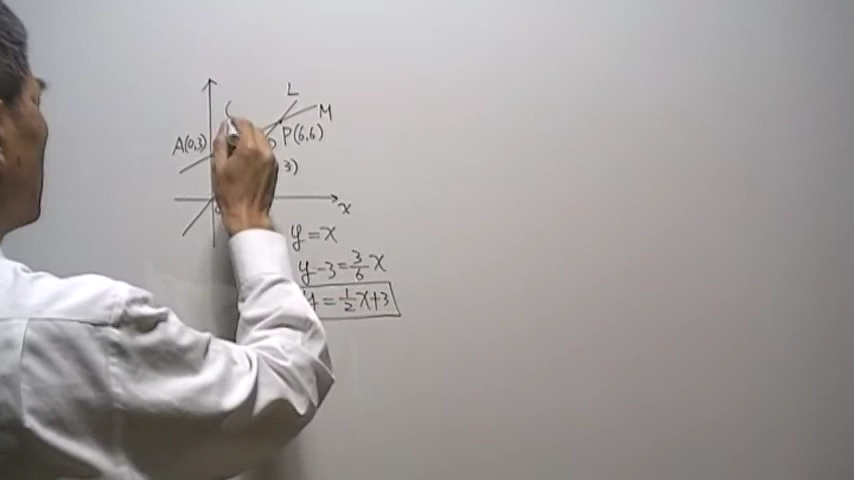 L
M
A(0,3)
P(6,6)
3)
x
y=x
y-3=3/6x
=1/2x+3